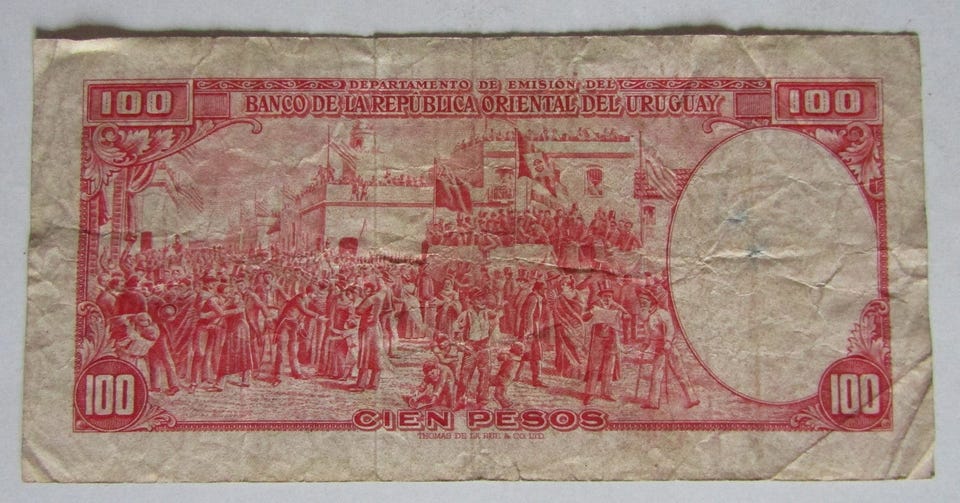 DEPARTAMENTO DE EMISIÓN DEL
100 BANCO DE LA REPÚBLICA ORIENTAL DEL URUGUAY 100
100 CIEN PESOS 100
THOMAS DE LA RUE & CO. LTD.